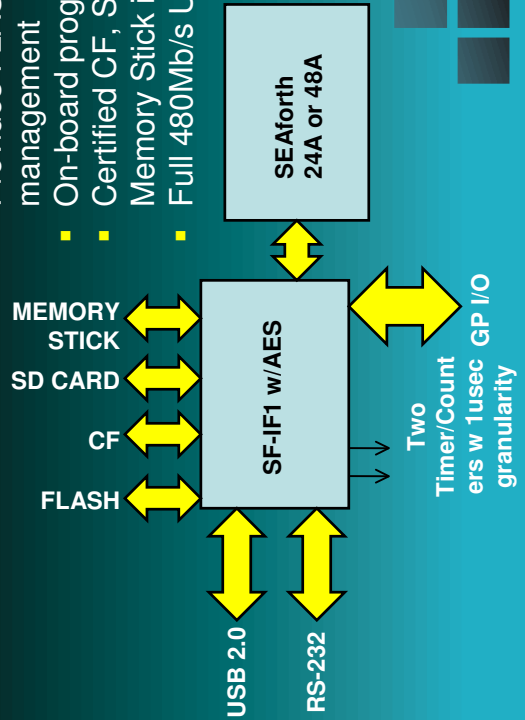 management
On-board prog
Certified CF, S
Memory Stick i
Full 480Mb/s U
MEMORY
STICK
SD CARD
CF
FLASH
USB 2.0
RS-232
SF-IF1 w/AES
SEAforth
24A or 48A
Two
Timer/Count
ers w 1usec
granularity
GP I/O